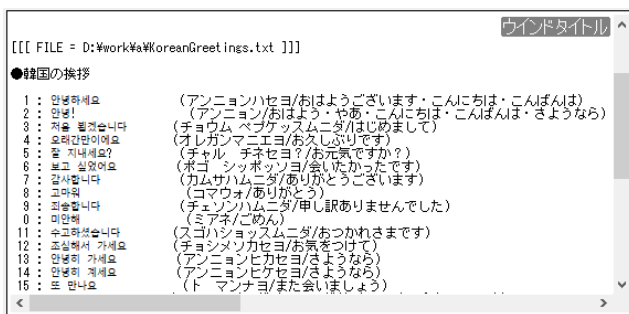 ウインドタイトル
[[[ FILE = D:¥work¥a¥KoreanGreetings.txt ]]]
●韓国の挨拶
1 : 안녕하세요 (アンニョンハセヨ/おはようございます・こんにちは・こんばんは)
2 : 안녕! (アンニョン/おはよう・やあ・こんにちは・こんばんは・さようなら)
3 : 처음 뵙겠습니다 (チョウム ペプケッスムニダ/はじめまして)
4 : 오래간만이에요 (オレガンマニエヨ/お久しぶりです)
5 : 잘 지내세요? (チャル チネセヨ?/お元気ですか?)
6 : 보고 싶었어요 (ポゴ シッポッソヨ/会いたかったです)
7 : 감사합니다 (カムサハムニダ/ありがとうございます)
8 : 고마워 (コマウォ/ありがとう)
9 : 죄송합니다 (チェソンハムニダ/申し訳ありませんでした)
0 : 미안해 (ミアネ/ごめん)
11 : 수고하셨습니다 (スゴハショッスムニダ/おつかれさまです)
12 : 조심해서 가세요 (チョシメソカセヨ/お気をつけて)
13 : 안녕히 가세요 (アンニョンヒカセヨ/さようなら)
14 : 안녕히 계세요 (アンニョンヒケセヨ/さようなら)
15 : 또 만나요 (ト マンナヨ/また会いましょう)